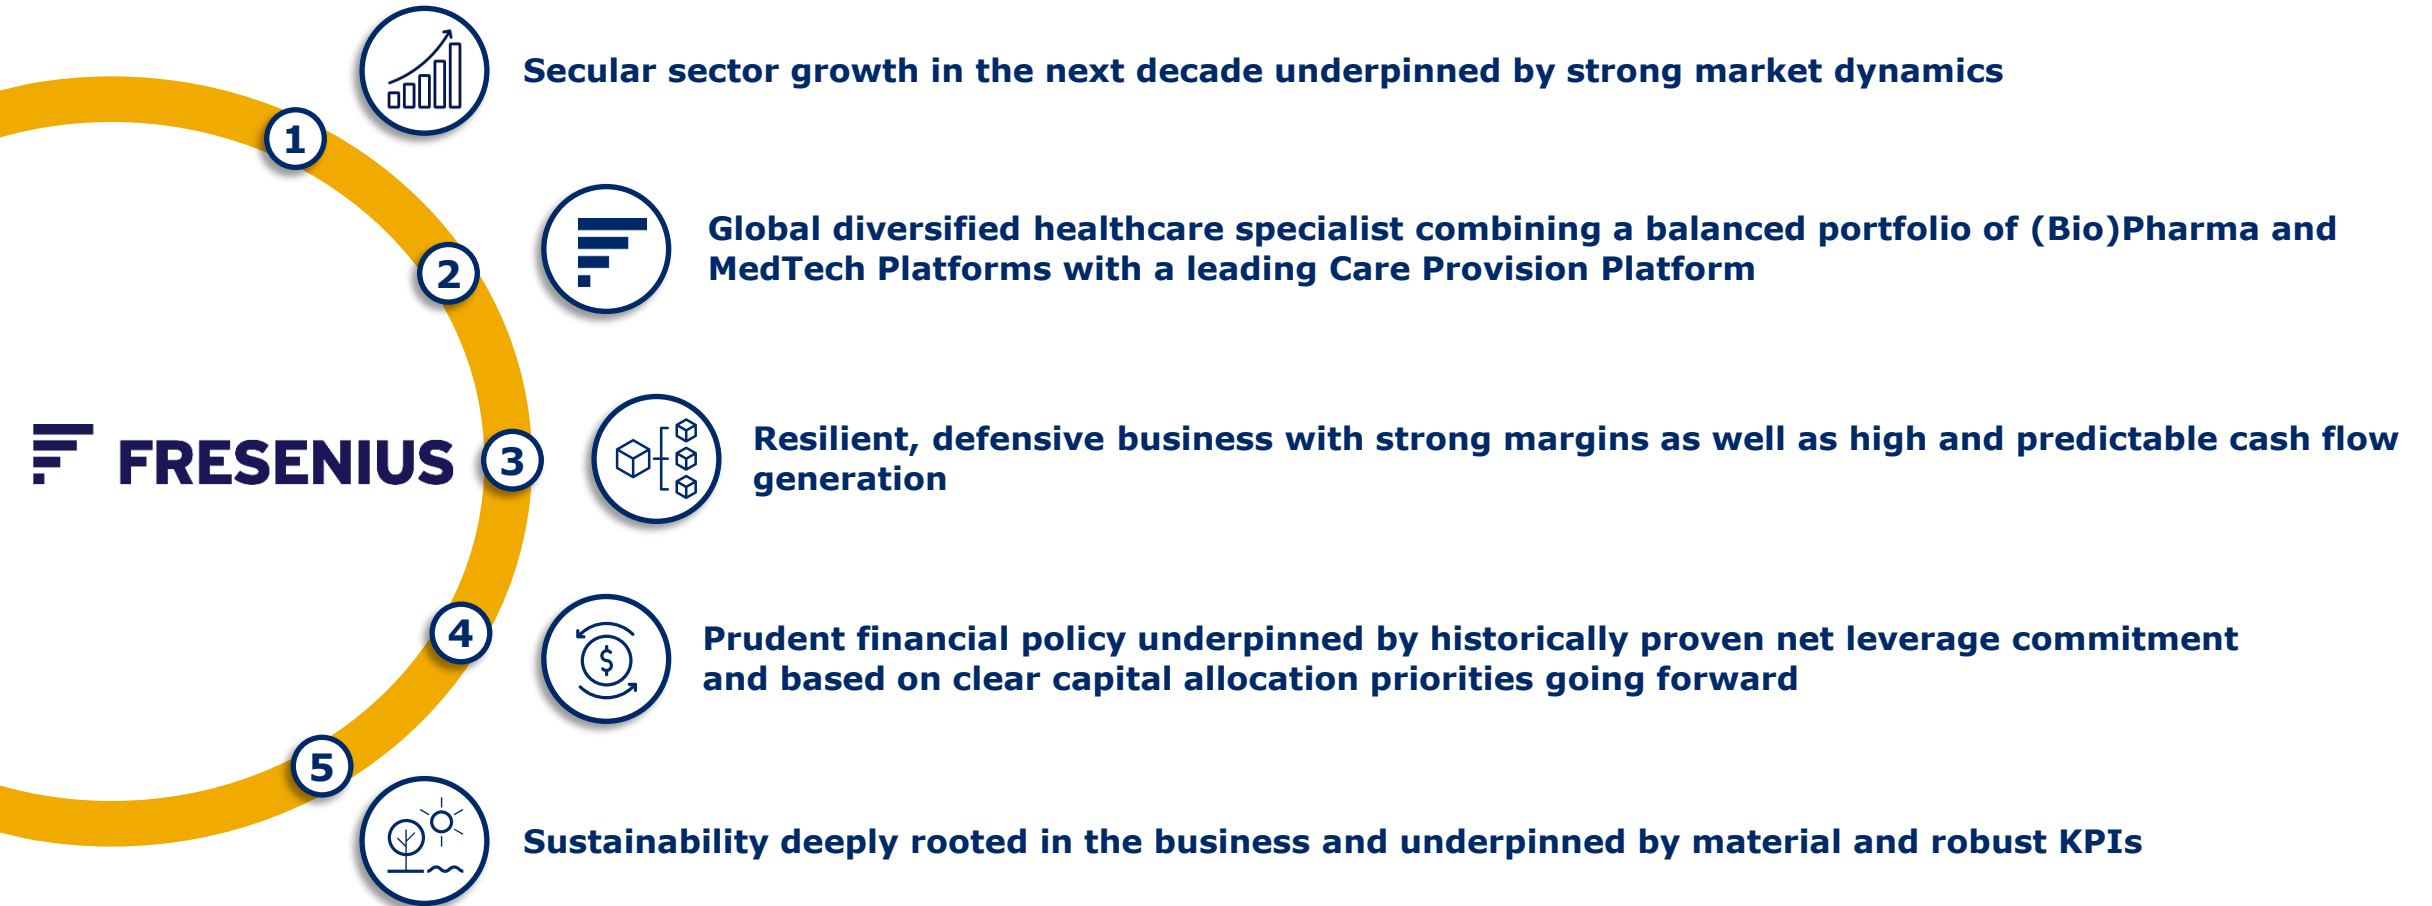 1
Secular sector growth in the next decade underpinned by strong market dynamics
2
Global diversified healthcare specialist combining a balanced portfolio of (Bio)Pharma and
MedTech Platforms with a leading Care Provision Platform
FRESENIUS
3
Resilient, defensive business with strong margins as well as high and predictable cash flow
generation
4
$
Prudent financial policy underpinned by historically proven net leverage commitment
and based on clear capital allocation priorities going forward
5
Sustainability deeply rooted in the business and underpinned by material and robust KPIs